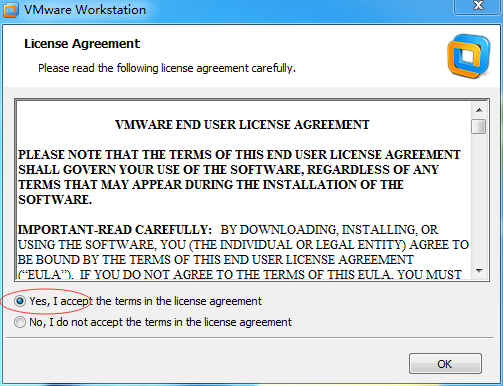 VMware Workstation
License Agreement
Please read the following license agreement carefully.
VMWARE END USER LICENSE AGREEMENT
PLEASE NOTE THAT THE TERMS OF THIS END USER LICENSE AGREEMENT
SHALL GOVERN YOUR USE OF THE SOFTWARE, REGARDLESS OF ANY
TERMS THAT MAY APPEAR DURING THE INSTALLATION OF THE
SOFTWARE.
IMPORTANT-READ CAREFULLY: BY DOWNLOADING, INSTALLING, OR
USING THE SOFTWARE, YOU (THE INDIVIDUAL OR LEGAL ENTITY) AGREE TO
BE BOUND BY THE TERMS OF THIS END USER LICENSE AGREEMENT
(“EULA”). IF YOU DO NOT AGREE TO THE TERMS OF THIS EULA, YOU MUST
Yes, I accept the terms in the license agreement
No, I do not accept the terms in the license agreement
OK